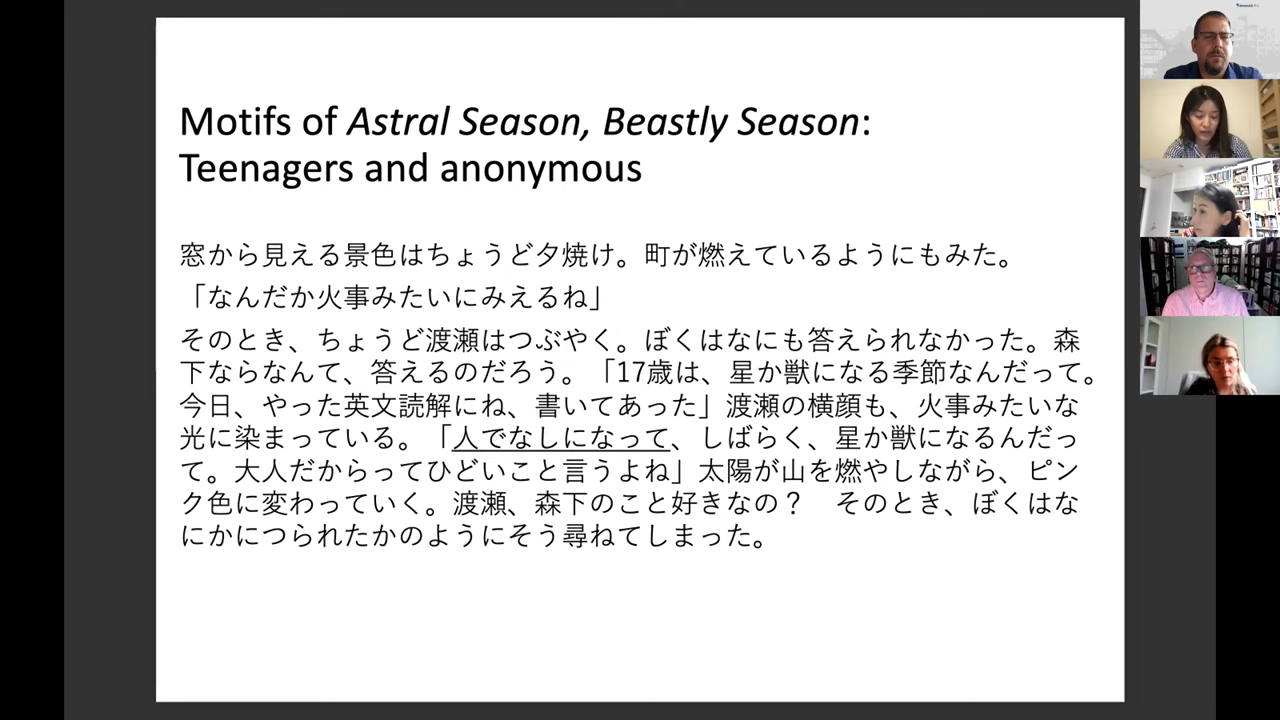 Motifs of Astral Season, Beastly Season:
Teenagers and anonymous
窓から見える景色はちょうど夕焼け。町が燃えているようにもみた。
「なんだか火事みたいにみえるね」
そのとき、ちょうど渡瀬はつぶやく。ぼくはなにも答えられなかった。森
下ならなんて、答えるのだろう。「17歳は、星か獣になる季節なんだって。
今日、やった英文読解にね、書いてあった」渡瀬の横顔も、火事みたいな
光に染まっている。「人でなしになって、しばらく、星か獣になるんだっ
て。大人だからってひどいこと言うよね」太陽が山を燃やしながら、ピン
ク色に変わっていく。渡瀬、森下のこと好きなの？　そのとき、ぼくはな
にかにつられたかのようにそう尋ねてしまった。